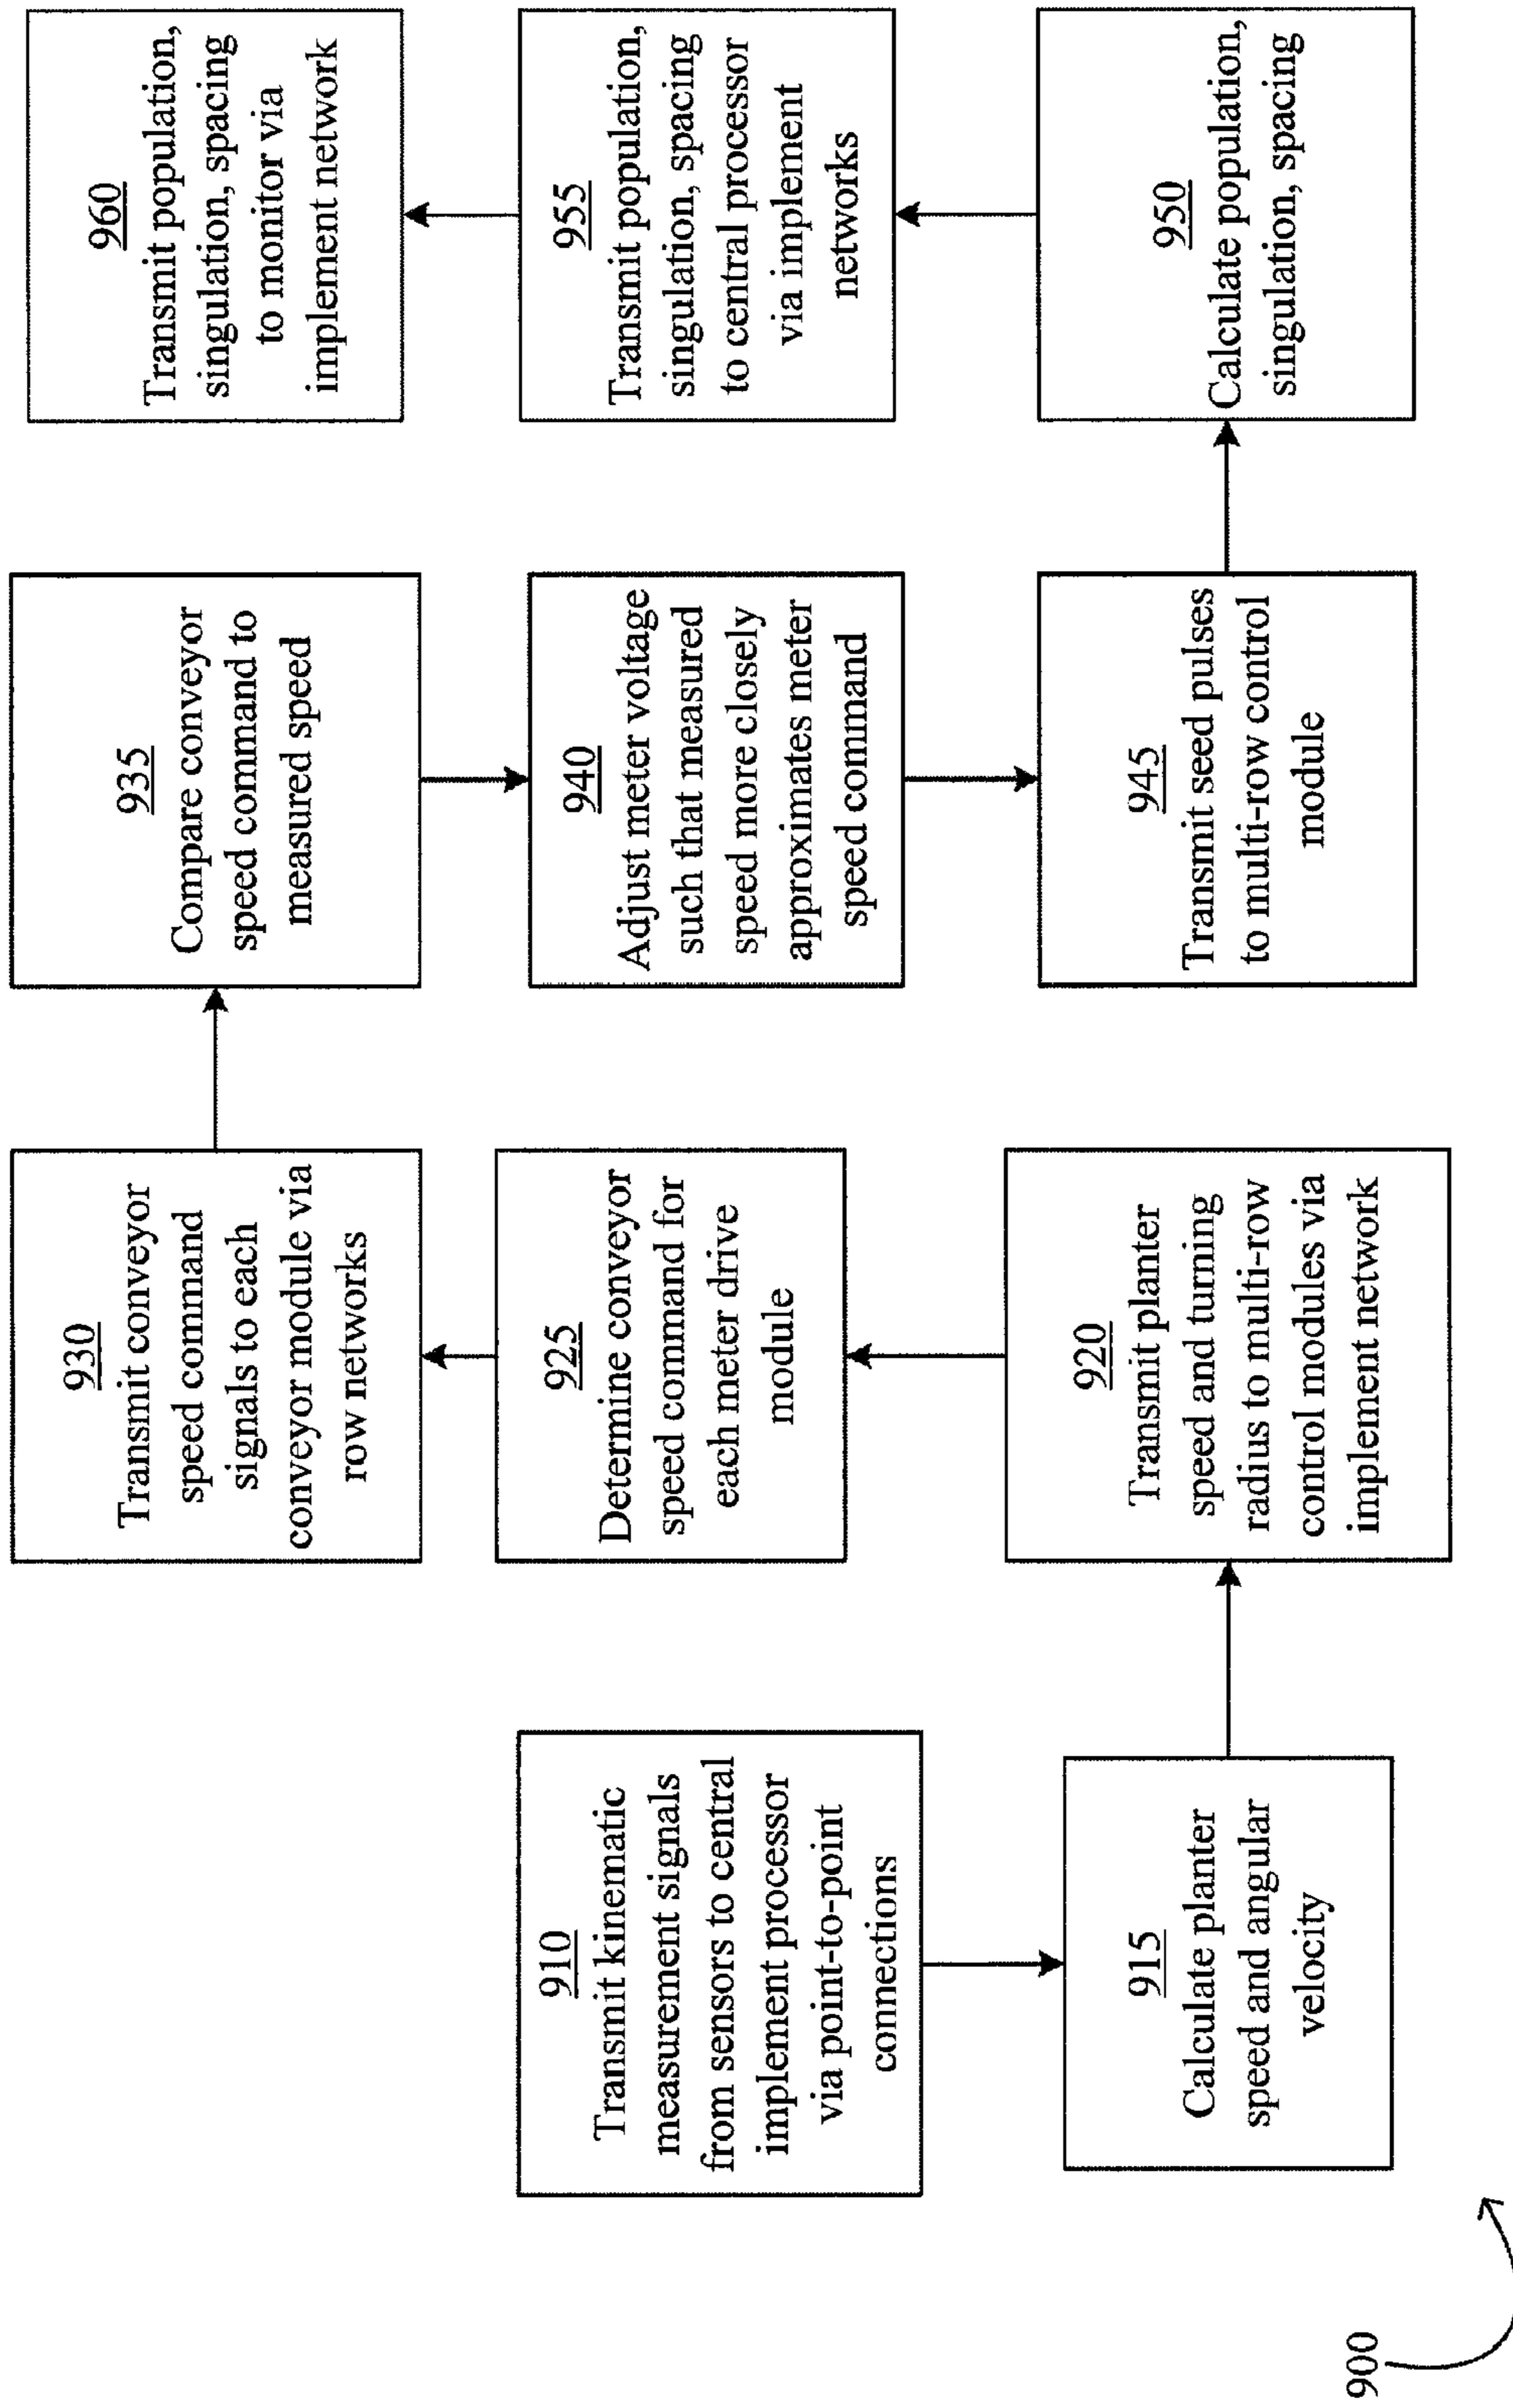 910
Transmit kinematic
measurement signals
from sensors to central
implement processor
via point-to-point
connections
915
Calculate planter
speed and angular
velocity
920
Transmit planter
speed and turning
radius to multi-row
control modules via
implement network
925
Determine conveyor
speed command for
each meter drive
module
930
Transmit conveyor
speed command
signals to each
conveyor module via
row networks
935
Compare conveyor
speed command to
measured speed
940
Adjust meter voltage
such that measured
speed more closely
approximates meter
speed command
945
Transmit seed pulses
to multi-row control
module
950
Calculate population,
singulation, spacing
955
Transmit population,
singulation, spacing
to central processor
via implement
networks
960
Transmit population,
singulation, spacing
to monitor via
implement network
900